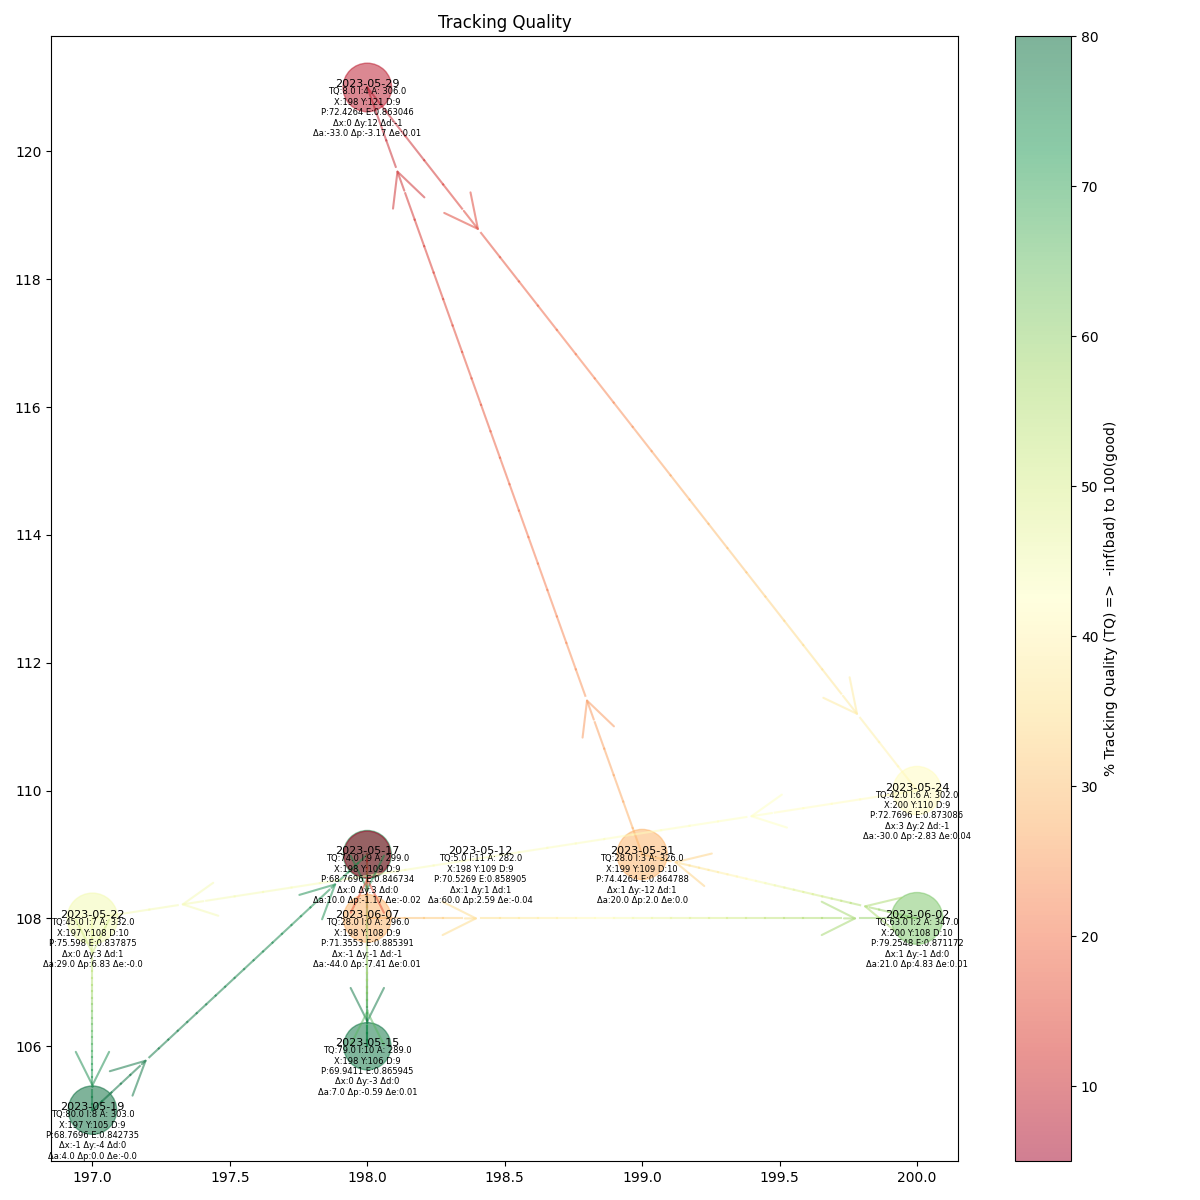 Tracking Quality
2023-05-29
TQ:8.0 I:4 A: 306.0
X:198 Y:121 D:9
P:72.4264 E:0.863046
Δx:0 Δy:12 Δd:-1
Δa:-33.0 Δp:-3.17 Δe:0.01
2023-05-24
TQ:42.0 I:6 A: 302.0
X:200 Y:110 D:9
P:72.7696 E:0.873086
Δx:3 Δy:2 Δd:-1
Δa:-30.0 Δp:-2.83 Δe:0.04
2023-05-17
TQ:74.0 I:9 A: 299.0
X:198 Y:109 D:9
P:68.7696 E:0.846734
Δx:0 Δy:3 Δd:0
Δa:10.0 Δp:-1.17 Δe:-0.02
2023-05-12
TQ:5.0 I:11 A: 282.0
X:198 Y:109 D:9
P:70.5269 E:0.858905
Δx:1 Δy:1 Δd:1
Δa:60.0 Δp:2.59 Δe:-0.04
2023-05-31
TQ:28.0 I:3 A: 326.0
X:199 Y:109 D:10
P:74.4264 E:0.864788
Δx:1 Δy:-12 Δd:1
Δa:20.0 Δp:2.0 Δe:0.0
2023-05-22
TQ:45.0 I:7 A: 332.0
X:197 Y:108 D:10
P:75.598 E:0.837875
Δx:0 Δy:3 Δd:1
Δa:29.0 Δp:6.83 Δe:-0.0
2023-06-07
TQ:28.0 I:0 A: 296.0
X:198 Y:108 D:9
P:71.3553 E:0.885391
Δx:-1 Δy:-1 Δd:-1
Δa:-44.0 Δp:-7.41 Δe:0.01
2023-06-02
TQ:63.0 I:2 A: 347.0
X:200 Y:108 D:10
P:79.2548 E:0.871172
Δx:1 Δy:-1 Δd:0
Δa:21.0 Δp:4.83 Δe:0.01
2023-05-15
TQ:79.0 I:10 A: 289.0
X:198 Y:106 D:9
P:69.9411 E:0.865945
Δx:0 Δy:-3 Δd:0
Δa:7.0 Δp:-0.59 Δe:0.01
2023-05-19
TQ:80.0 I:8 A: 303.0
X:197 Y:105 D:9
P:68.7696 E:0.842735
Δx:-1 Δy:-4 Δd:0
Δa:4.0 Δp:0.0 Δe:-0.0
120
118
116
114
112
110
108
106
197.0 197.5 198.0 198.5 199.0 199.5 200.0
80
70
60
50
40
30
20
10
% Tracking Quality (TQ) => -inf(bad) to 100(good)